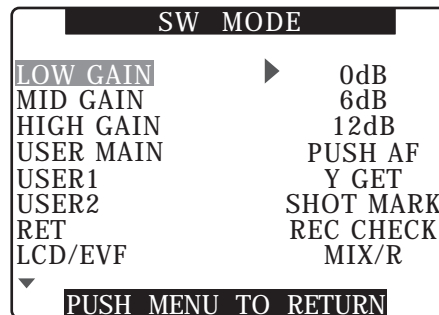 SW MODE
LOW GAIN 0dB
MID GAIN 6dB
HIGH GAIN 12dB
USER MAIN PUSH AF
USER1 Y GET
USER2 SHOT MARK
RET REC CHECK
LCD/EVF MIX/R
PUSH MENU TO RETURN